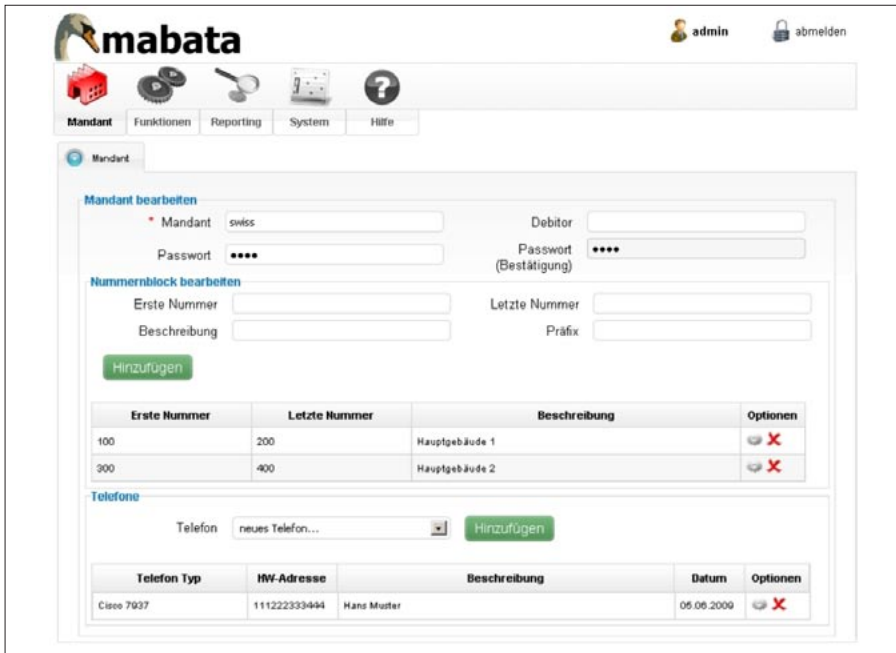 mabata
admin
abmelden
Mandant Funktionen Reporting System Hilfe
Mandant
Mandant bearbeiten
* Mandant swiss Debitor
Passwort •••• Passwort (Bestätigung) ••••
Nummernblock bearbeiten
Erste Nummer Letzte Nummer
Beschreibung Präfix
Hinzufügen
Erste Nummer Letzte Nummer Beschreibung Optionen
100 200 Hauptgebäude 1
300 400 Hauptgebäude 2
Telefone
Telefon neues Telefon... Hinzufügen
Telefon Typ HW-Adresse Beschreibung Datum Optionen
Cisco 7937 111222333444 Hans Muster 05.06.2009